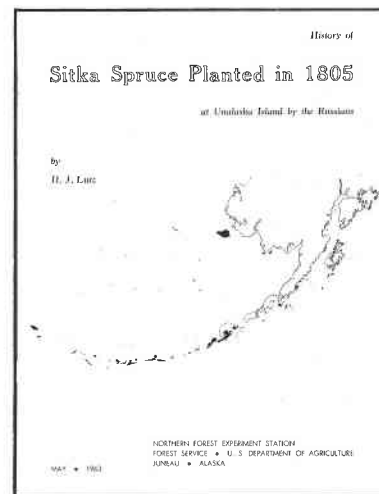 History of
Sitka Spruce Planted in 1805
at Unalaska Island by the Russians
by
H. J. Lutz
NORTHERN FOREST EXPERIMENT STATION
FOREST SERVICE • U. S. DEPARTMENT OF AGRICULTURE
JUNEAU • ALASKA
MAY • 1963